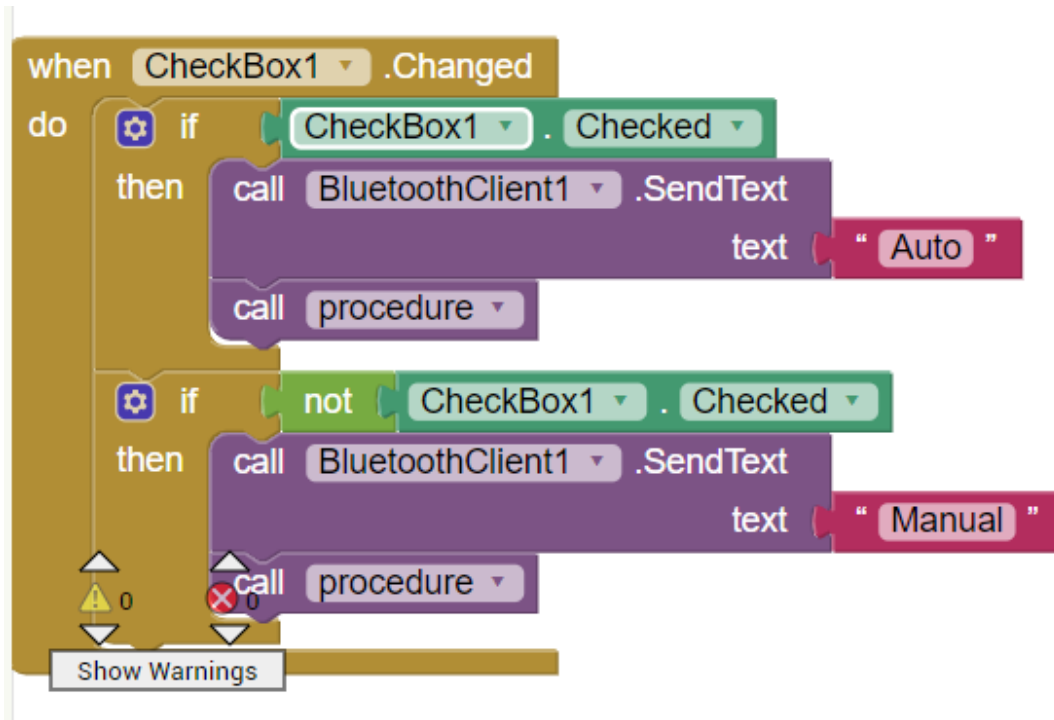 when CheckBox1 .Changed
do if CheckBox1 . Checked
then call BluetoothClient1 .SendText
text “ Auto ”
call procedure
if not CheckBox1 . Checked
then call BluetoothClient1 .SendText
text “ Manual ”
call procedure
0 0
Show Warnings